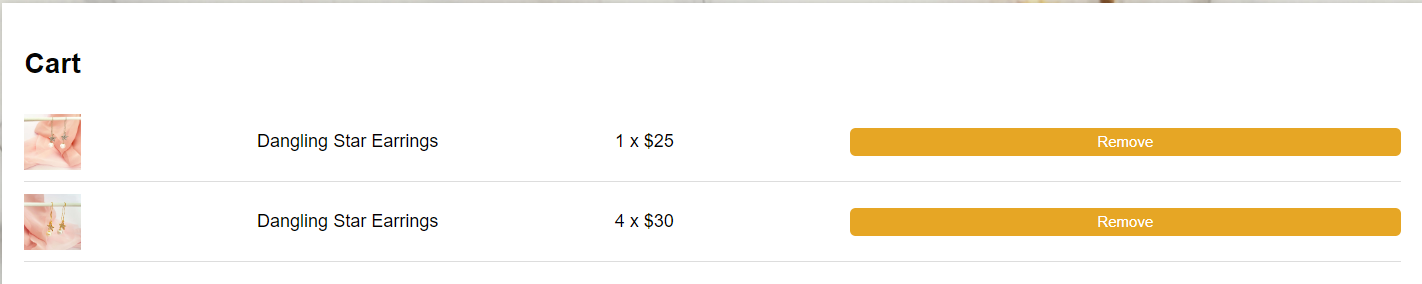 Cart
Dangling Star Earrings 1 x $25 Remove
Dangling Star Earrings 4 x $30 Remove